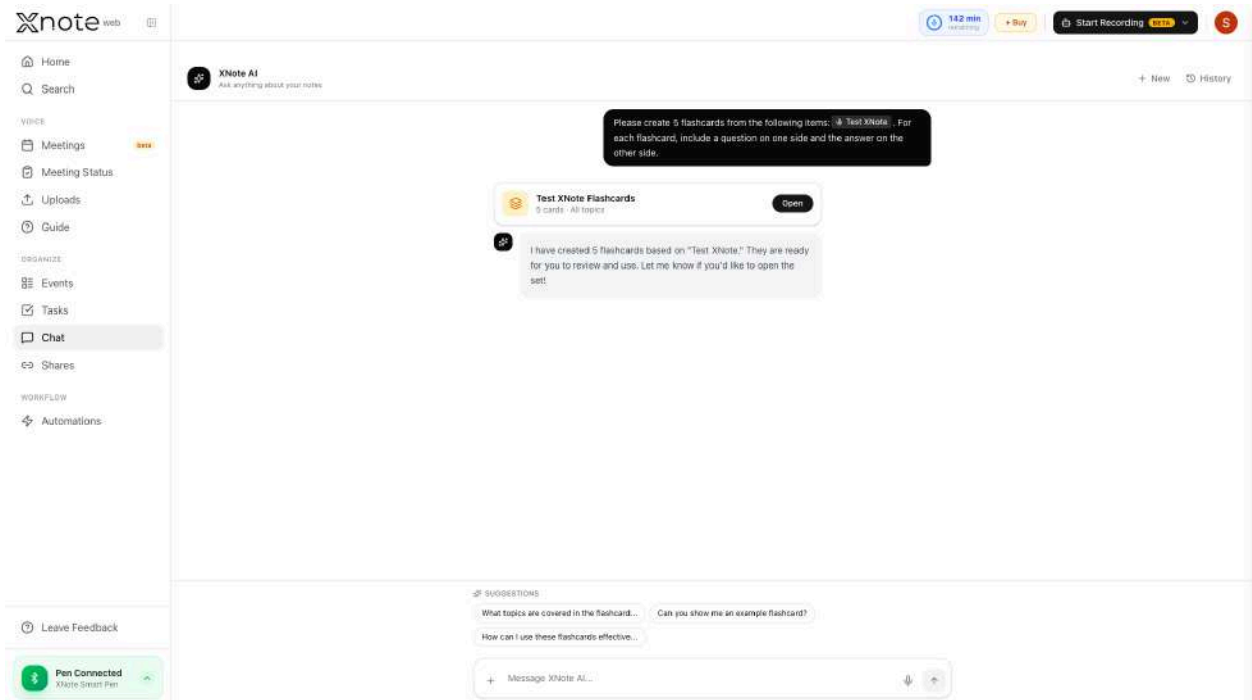 Xnote web
142 min
remaining
+ Buy
Start Recording BETA
S
Home
Search
VOICE
Meetings beta
Meeting Status
Uploads
Guide
ORGANIZE
Events
Tasks
Chat
Shares
WORKFLOW
Automations
Leave Feedback
Pen Connected
XNote Smart Pen
XNote AI
Ask anything about your notes
+ New
History
Please create 5 flashcards from the following items: Test XNote . For
each flashcard, include a question on one side and the answer on the
other side.
Test XNote Flashcards
5 cards · All topics
Open
I have created 5 flashcards based on "Test XNote." They are ready
for you to review and use. Let me know if you'd like to open the
set!
SUGGESTIONS
What topics are covered in the flashcard...
Can you show me an example flashcard?
How can I use these flashcards effective...
+ Message XNote AI...